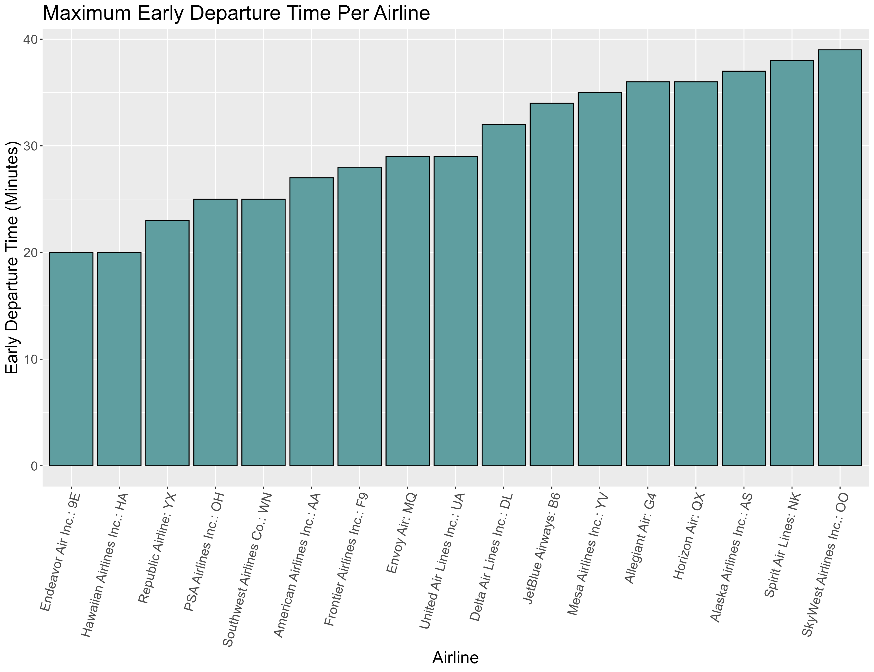 Maximum Early Departure Time Per Airline
Early Departure Time (Minutes)
40
30
20
10
0
Endeavor Air Inc.: 9E
Hawaiian Airlines Inc.: HA
Republic Airline: YX
PSA Airlines Inc.: OH
Southwest Airlines Co.: WN
American Airlines Inc.: AA
Frontier Airlines Inc.: F9
Envoy Air: MQ
United Air Lines Inc.: UA
Delta Air Lines Inc.: DL
JetBlue Airways: B6
Mesa Airlines Inc.: YV
Allegiant Air: G4
Horizon Air: QX
Alaska Airlines Inc.: AS
Spirit Air Lines: NK
SkyWest Airlines Inc.: OO
Airline